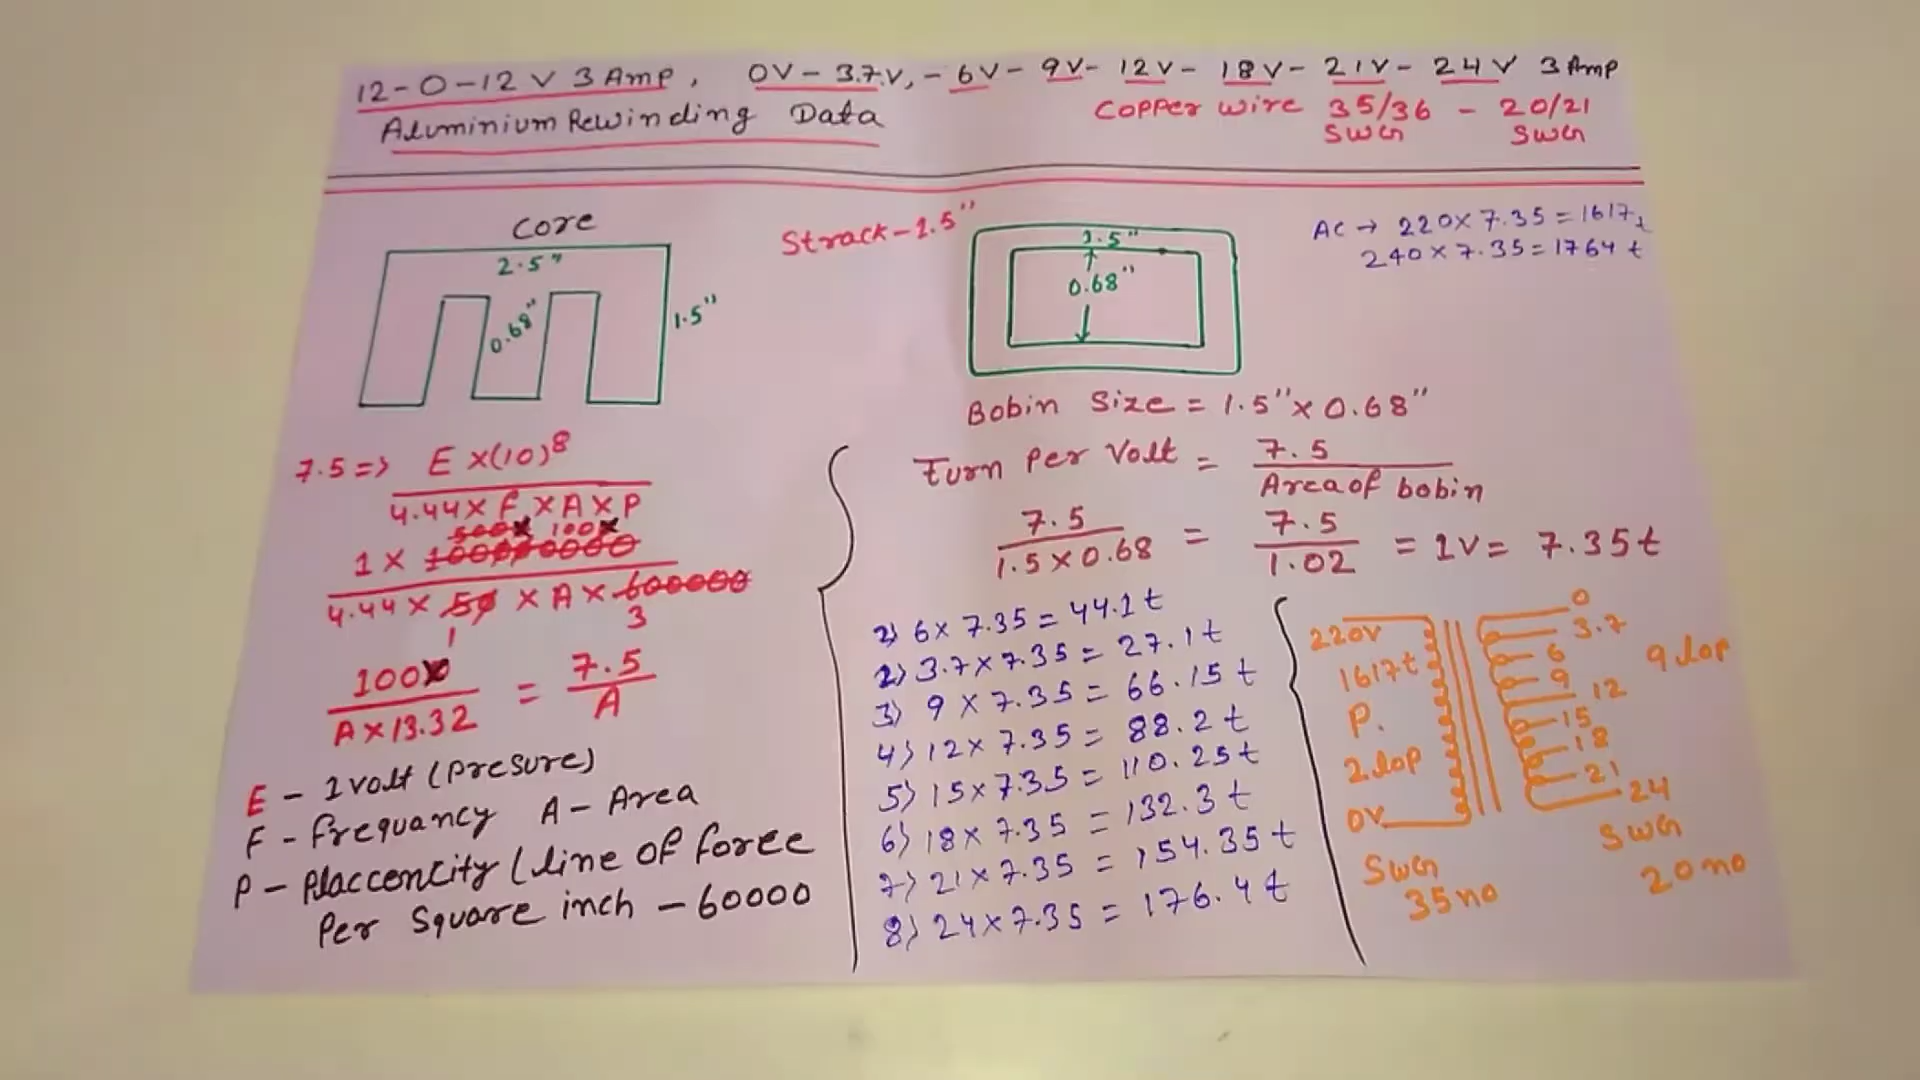 12-0-12 V 3 Amp, 0V - 3.7V, - 6V - 9V - 12V - 18V - 21V - 24V 3 Amp
Aluminium Rewinding Data
Copper wire 35/36 - 20/21
SWG SWG
Core
2.5"
0.68"
1.5"
Strack - 1.5"
1.5"
0.68"
AC → 220 x 7.35 = 1617 t
240 x 7.35 = 1764 t
Bobin Size = 1.5" x 0.68"
7.5 => E x (10)8
4.44 x F x A x P
500x 100x
1 x 100000000
4.44 x 50 x A x 600000
1 3
1000
A x 13.32
= 7.5
A
E - 1 volt (Presure)
F - Frequancy A - Area
P - Placcencity (line of force
Per Square inch - 60000
Turn Per Volt = 7.5
Area of bobin
7.5
1.5 x 0.68
= 7.5
1.02
= 1V = 7.35 t
1) 6 x 7.35 = 44.1 t
2) 3.7 x 7.35 = 27.1 t
3) 9 x 7.35 = 66.15 t
4) 12 x 7.35 = 88.2 t
5) 15 x 7.35 = 110.25 t
6) 18 x 7.35 = 132.3 t
7) 21 x 7.35 = 154.35 t
8) 24 x 7.35 = 176.4 t
220V
1617 t
P.
2 lop
0V
SWG
35 no
0
3.7
6
9
12
15
18
21
24
9 lop
SWG
20 no